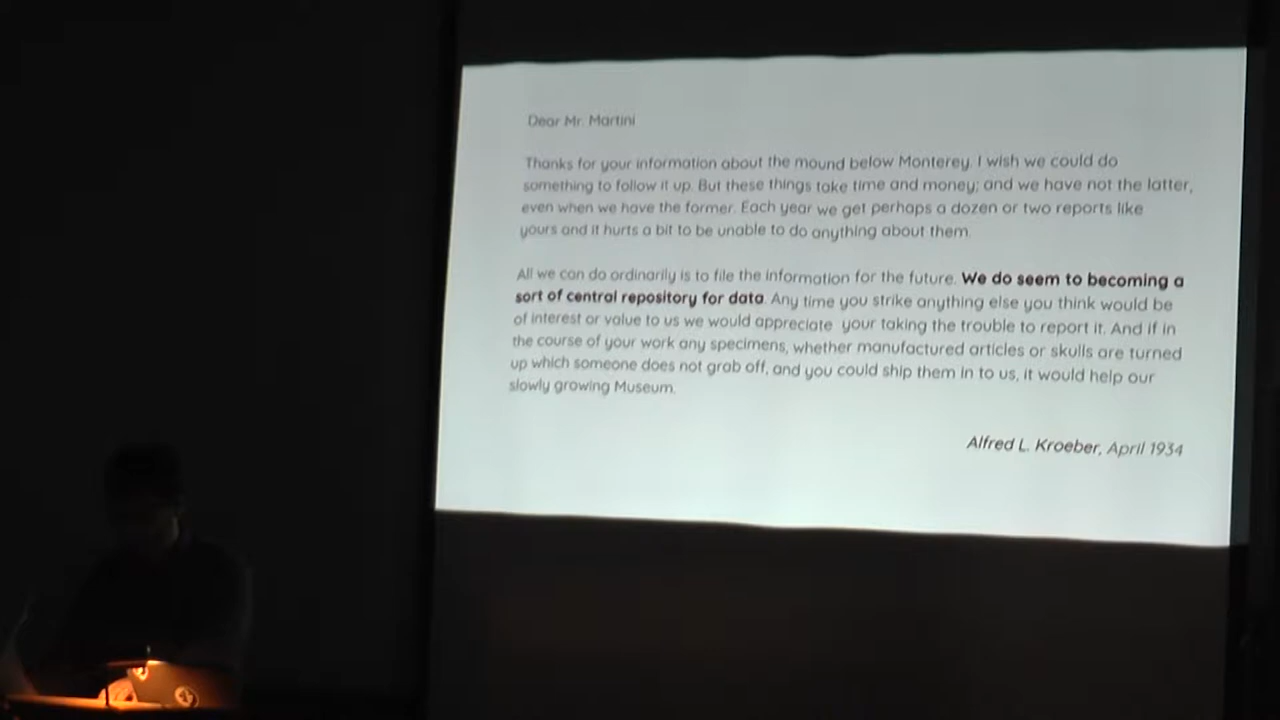 Dear Mr. Martini
Thanks for your information about the mound below Monterey. I wish we could do
something to follow it up. But these things take time and money; and we have not the latter,
even when we have the former. Each year we get perhaps a dozen or two reports like
yours and it hurts a bit to be unable to do anything about them.
All we can do ordinarily is to file the information for the future. We do seem to becoming a
sort of central repository for data. Any time you strike anything else you think would be
of interest or value to us we would appreciate your taking the trouble to report it. And if in
the course of your work any specimens, whether manufactured articles or skulls are turned
up which someone does not grab off, and you could ship them in to us, it would help our
slowly growing Museum.
Alfred L. Kroeber, April 1934